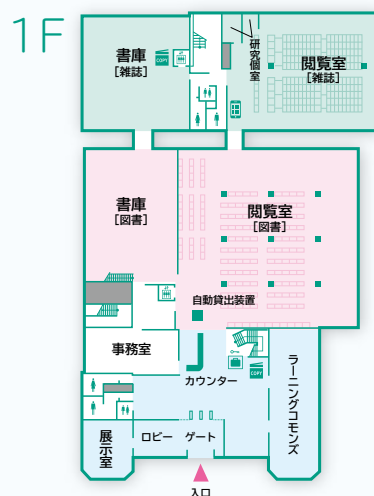 1F
書庫
[雑誌]
COPY
研究個室
閲覧室
[雑誌]
書庫
[図書]
閲覧室
[図書]
自動貸出装置
事務室
カウンター
COPY
ラーニングコモンズ
展示室
ロビー
ゲート
入口